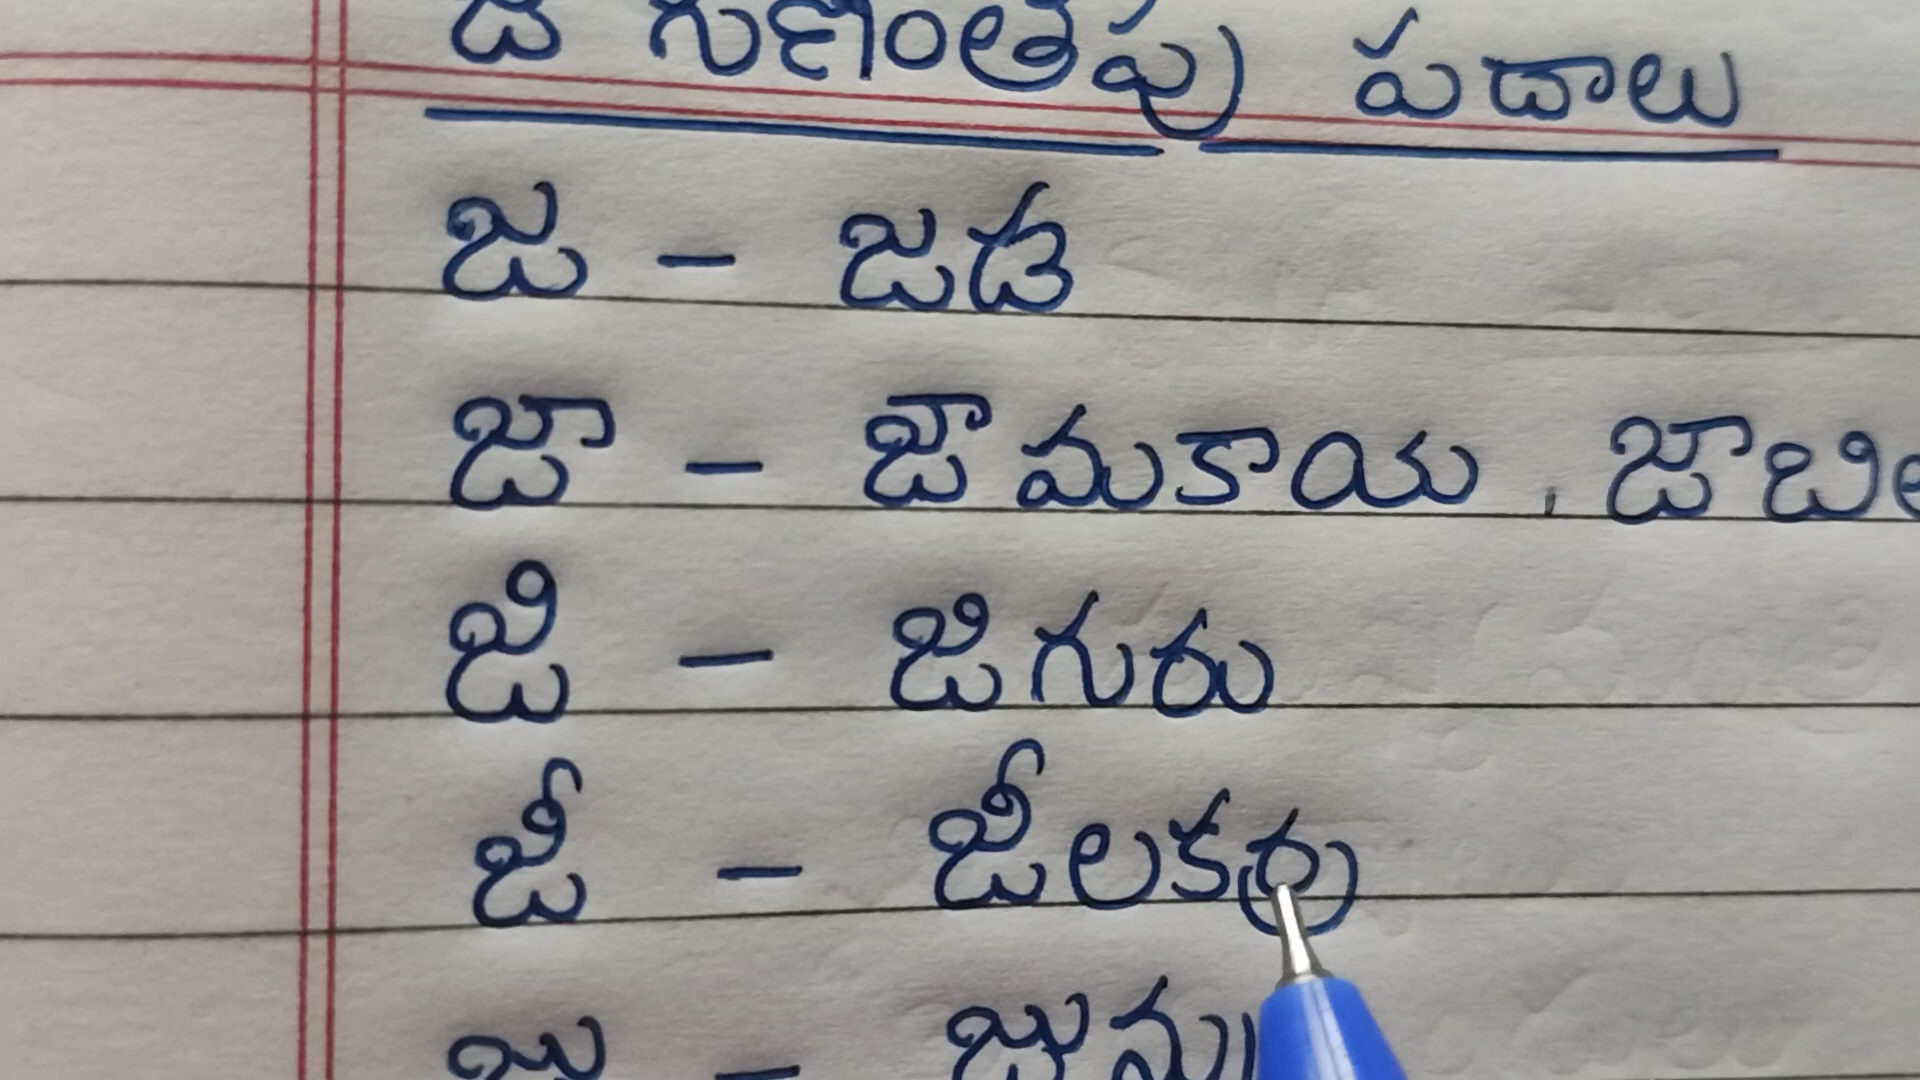 జ గుణింతపు పదాలు
జ - జడ
జా - జామకాయ, జాబి
జి - జిగురు
జీ - జీలకర్ర
జు - జున్ను